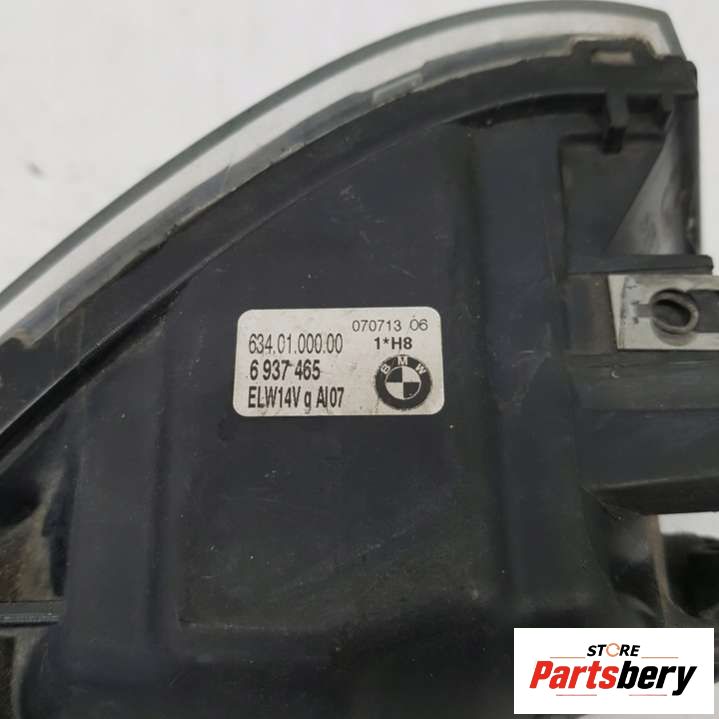 070713 06
634.01.000.00 1*H8
6 937 465
BMW
ELW14V g AI07
STORE
Partsbery